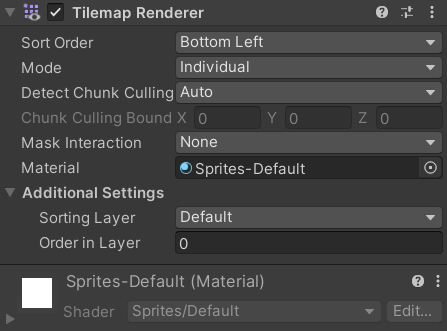 Tilemap Renderer
Sort Order Bottom Left
Mode Individual
Detect Chunk Culling Auto
Chunk Culling Bound X 0 Y 0 Z 0
Mask Interaction None
Material Sprites-Default
Additional Settings
Sorting Layer Default
Order in Layer 0
Sprites-Default (Material)
Shader Sprites/Default Edit...